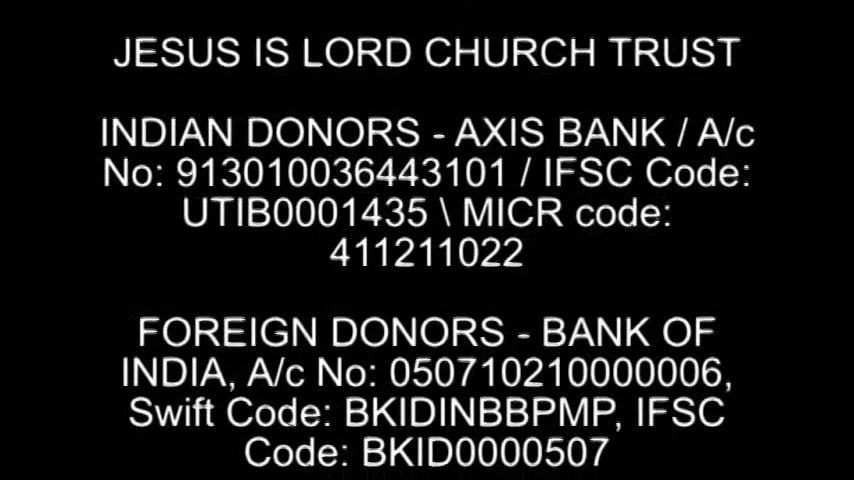 JESUS IS LORD CHURCH TRUST
INDIAN DONORS - AXIS BANK / A/c
No: 913010036443101 / IFSC Code:
UTIB0001435 \ MICR code:
411211022
FOREIGN DONORS - BANK OF
INDIA, A/c No: 050710210000006,
Swift Code: BKIDINBBPMP, IFSC
Code: BKID0000507